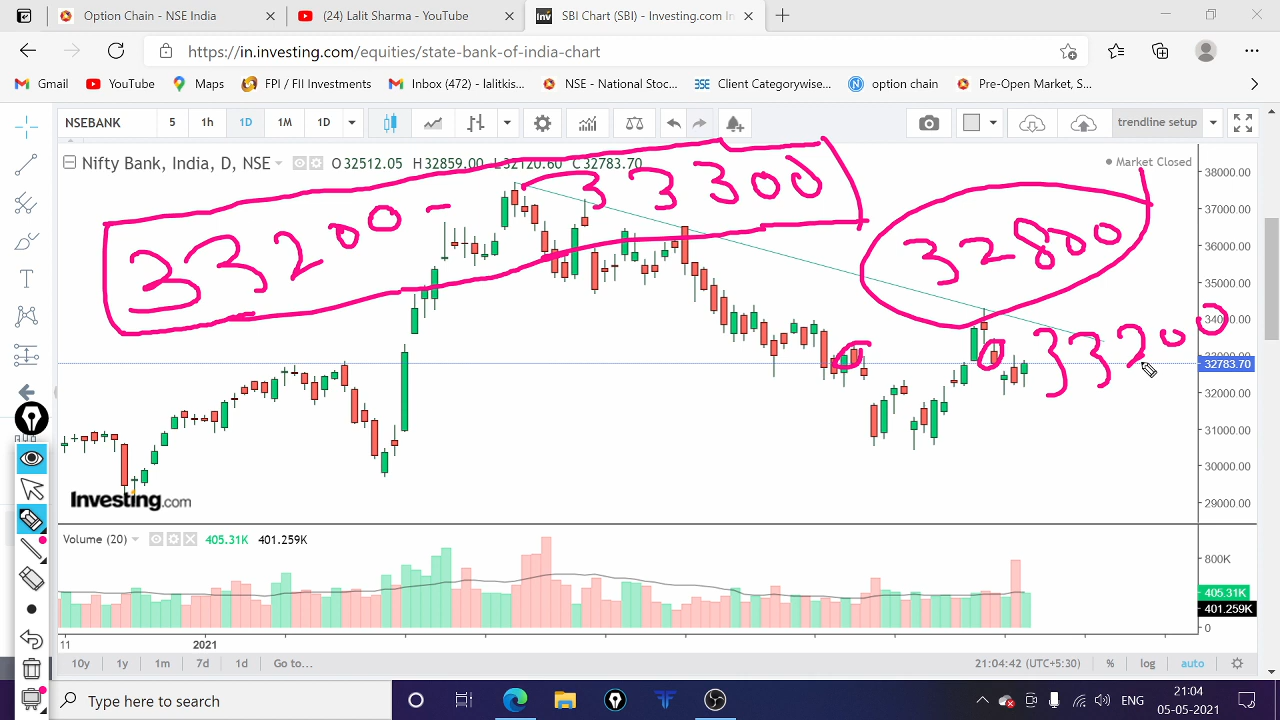 Option Chain - NSE India
(24) Lalit Sharma - YouTube
SBI Chart (SBI) - Investing.com In
https://in.investing.com/equities/state-bank-of-india-chart
Gmail
YouTube
Maps
FPI / FII Investments
Inbox (472) - lalitkis...
NSE - National Stoc...
Client Categorywise...
option chain
Pre-Open Market, S...
NSEBANK
5
1h
1D
1M
1D
trendline setup
Nifty Bank, India, D, NSE
O 32512.05 H 32859.00 L 32120.60 C 32783.70
Market Closed
33200 - 33300
32800
33200
38000.00
37000.00
36000.00
35000.00
34000.00
33000.00
32783.70
32000.00
31000.00
30000.00
29000.00
Investing.com
Volume (20)
405.31K
401.259K
800K
405.31K
401.259K
0
11
2021
10y
1y
1m
7d
1d
Go to...
21:04:42 (UTC+5:30)
%
log
auto
Type here to search
ENG
21:04
05-05-2021